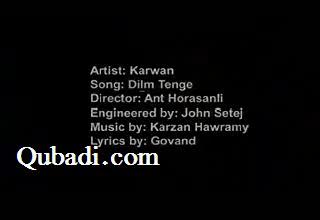 Artist: Karwan
Song: Dilm Tenge
Director: Ant Horasanli
Engineered by: John Setej
Music by: Karzan Hawramy
Lyrics by: Govand
Qubadi.com